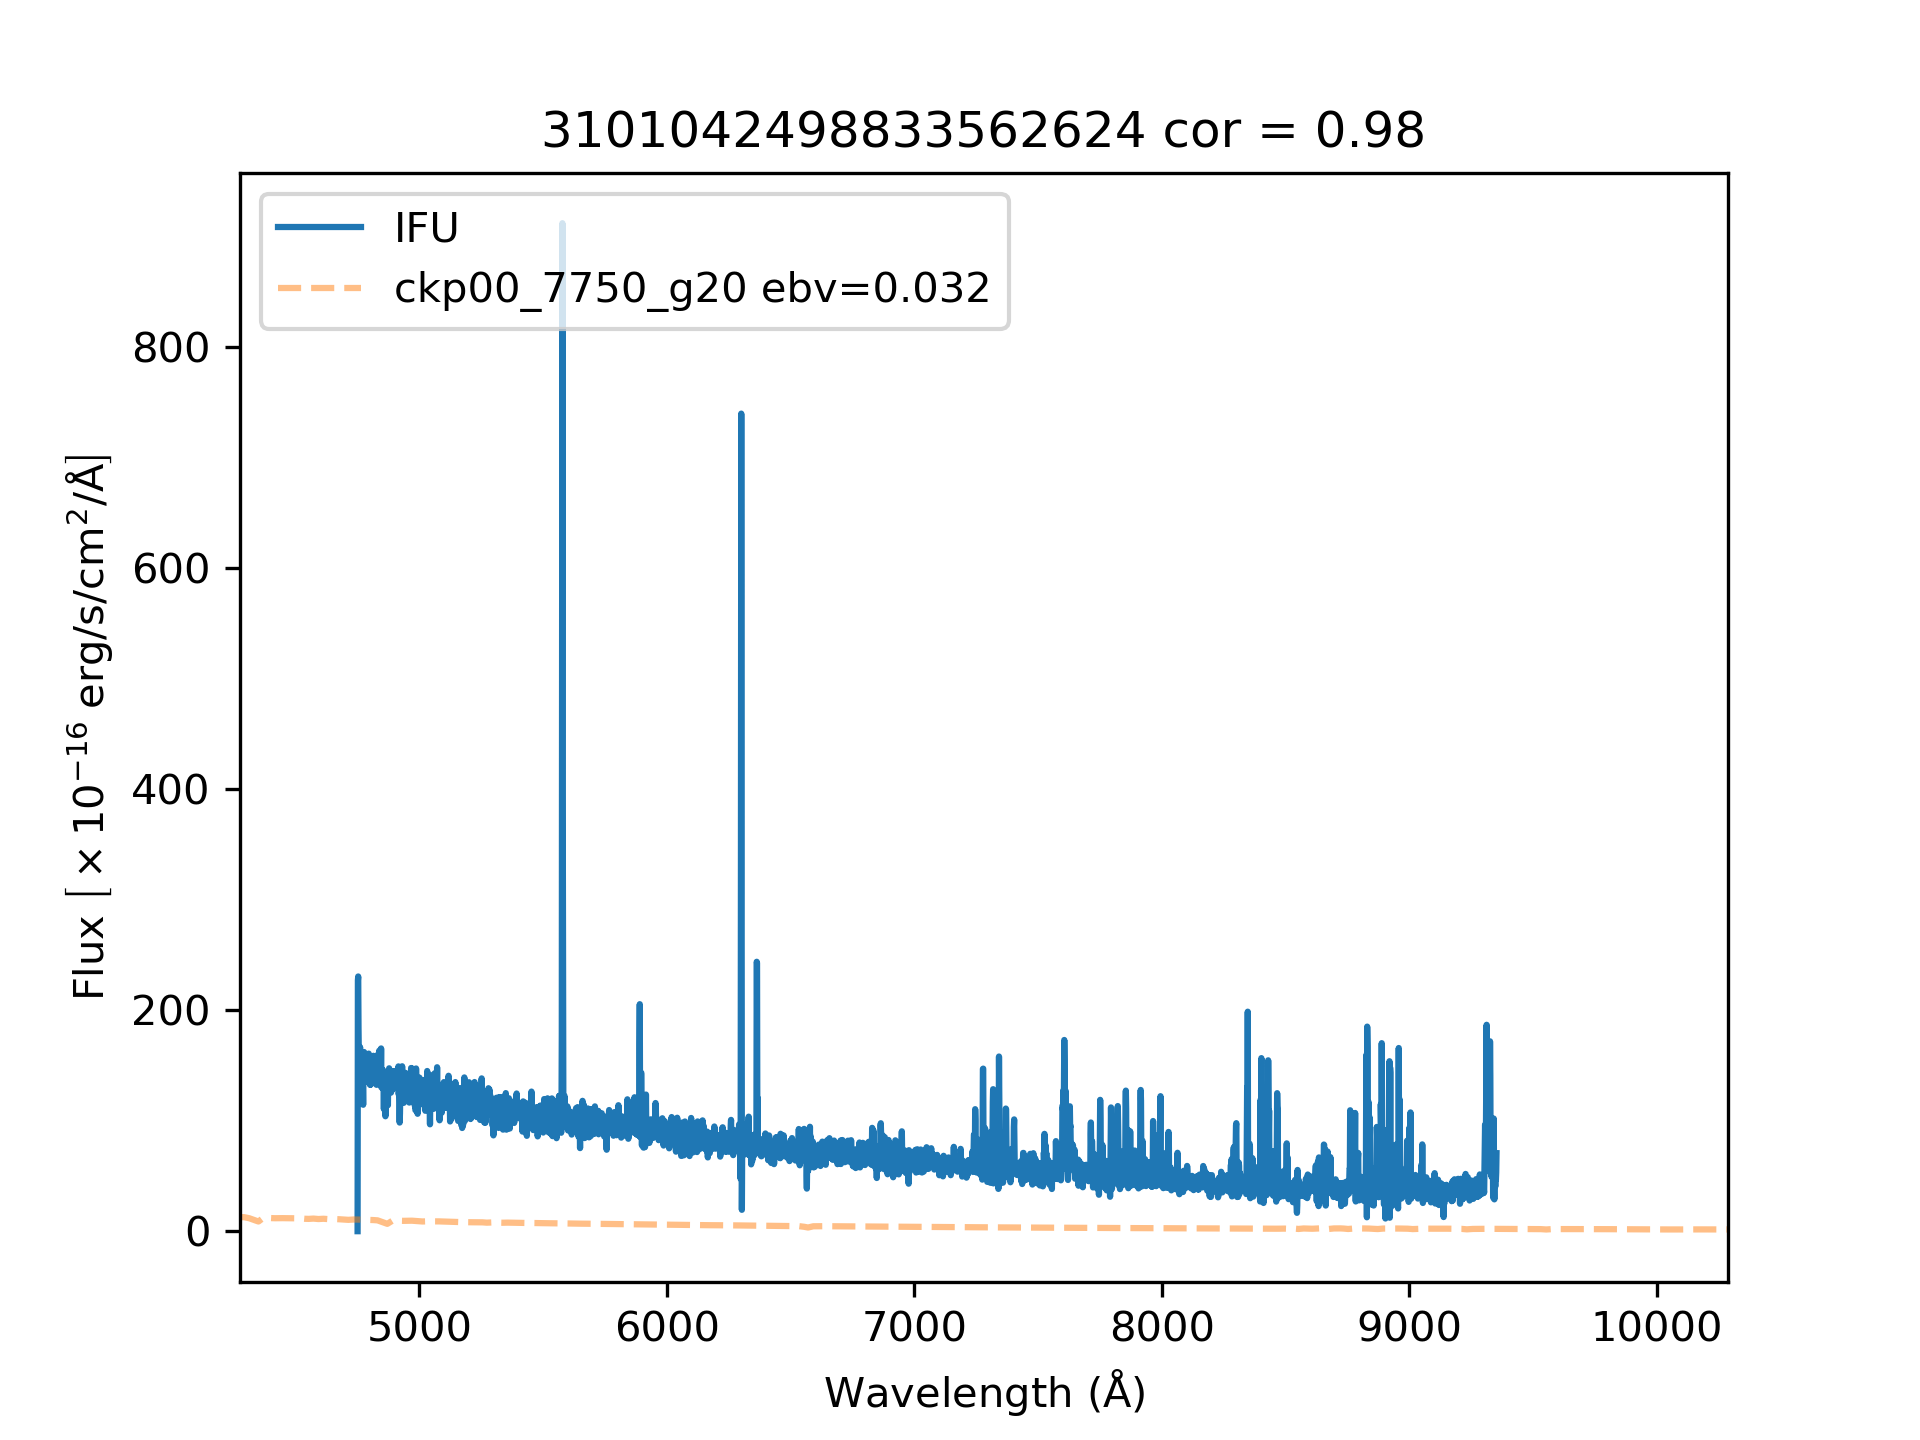 3101042498833562624 cor = 0.98
IFU
ckp00_7750_g20 ebv=0.032
800
600
400
200
0
Flux [×10⁻¹⁶ erg/s/cm²/Å]
5000 6000 7000 8000 9000 10000
Wavelength (Å)